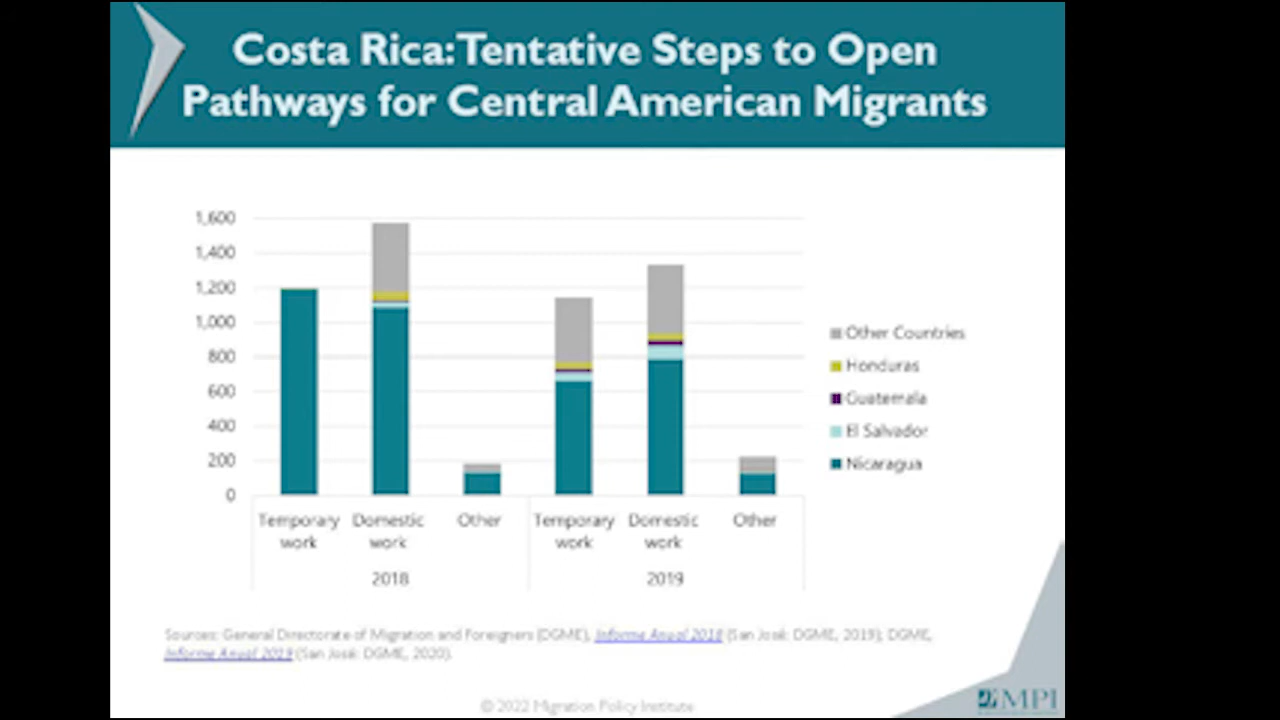 Costa Rica: Tentative Steps to Open
Pathways for Central American Migrants
1,600
1,400
1,200
1,000
800
600
400
200
0
Temporary work
Domestic work
Other
Temporary work
Domestic work
Other
2018
2019
Other Countries
Honduras
Guatemala
El Salvador
Nicaragua
Sources: General Directorate of Migration and Foreigners (DGME), Informe Anual 2018 (San José: DGME, 2019); DGME,
Informe Anual 2019 (San José: DGME, 2020).
© 2022 Migration Policy Institute
MPI